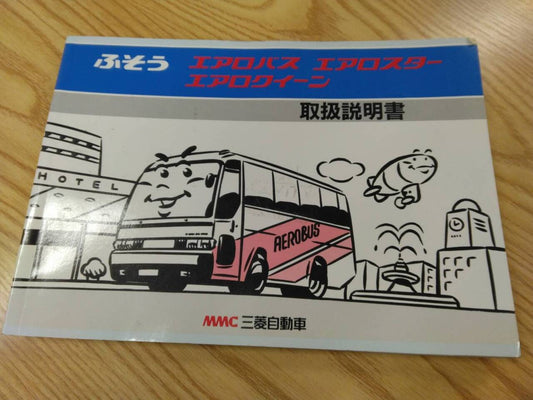 ふそう エアロバス エアロスター
エアロクイーン
取扱説明書
HOTEL
AEROBUS
MMC 三菱自動車